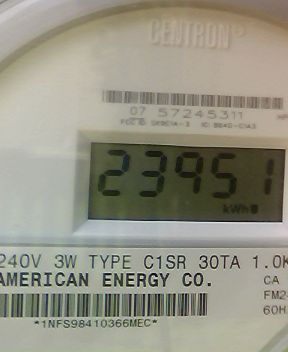 CENTRON®
07 57245311
23951
kWh
240V 3W TYPE C1SR 30TA 1.0K
AMERICAN ENERGY CO.
CA
FM2
60H
*1NFS98410366MEC*